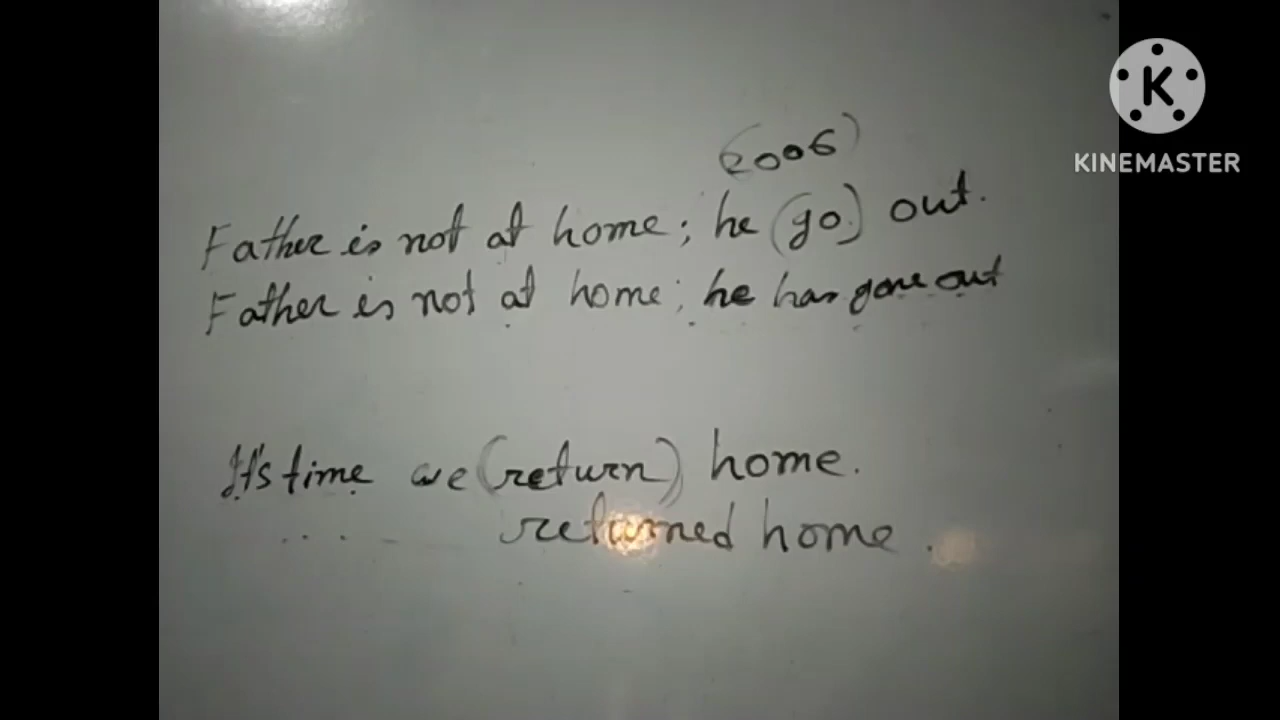 (2006)
Father is not at home; he (go) out.
Father is not at home; he has gone out
It's time we (return) home.
.... returned home.
K
KINEMASTER